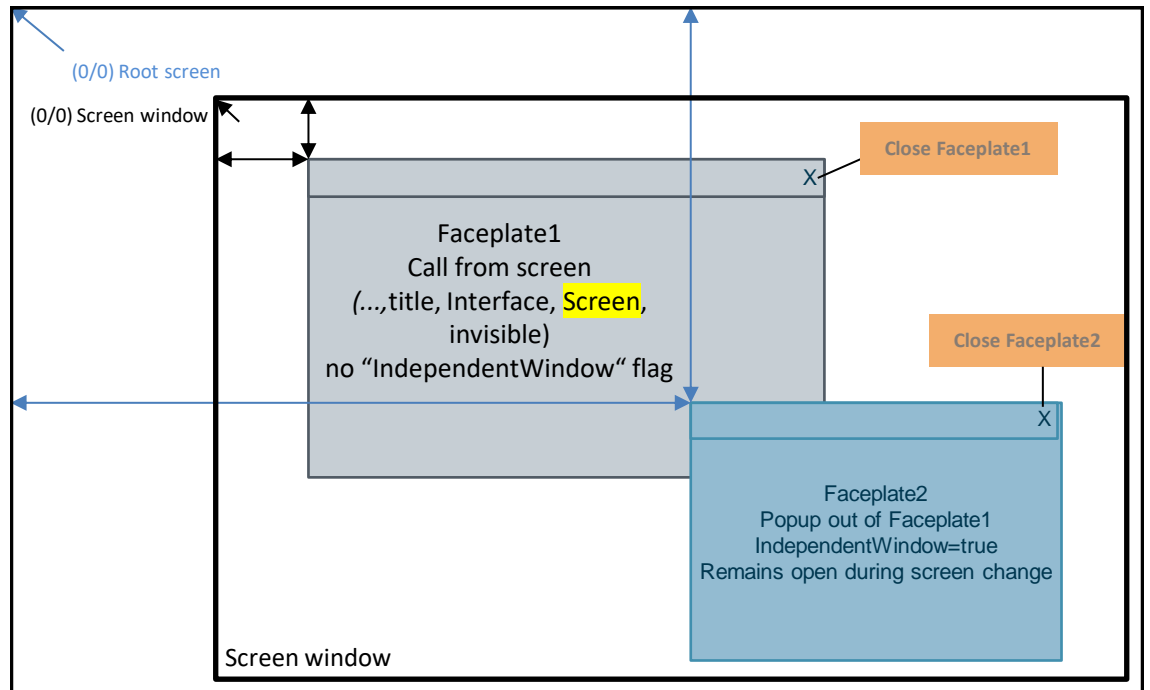 (0/0) Root screen
(0/0) Screen window
Close Faceplate1
X
Faceplate1
Call from screen
(...,title, Interface, Screen,
invisible)
no “IndependentWindow“ flag
Close Faceplate2
X
Faceplate2
Popup out of Faceplate1
IndependentWindow=true
Remains open during screen change
Screen window